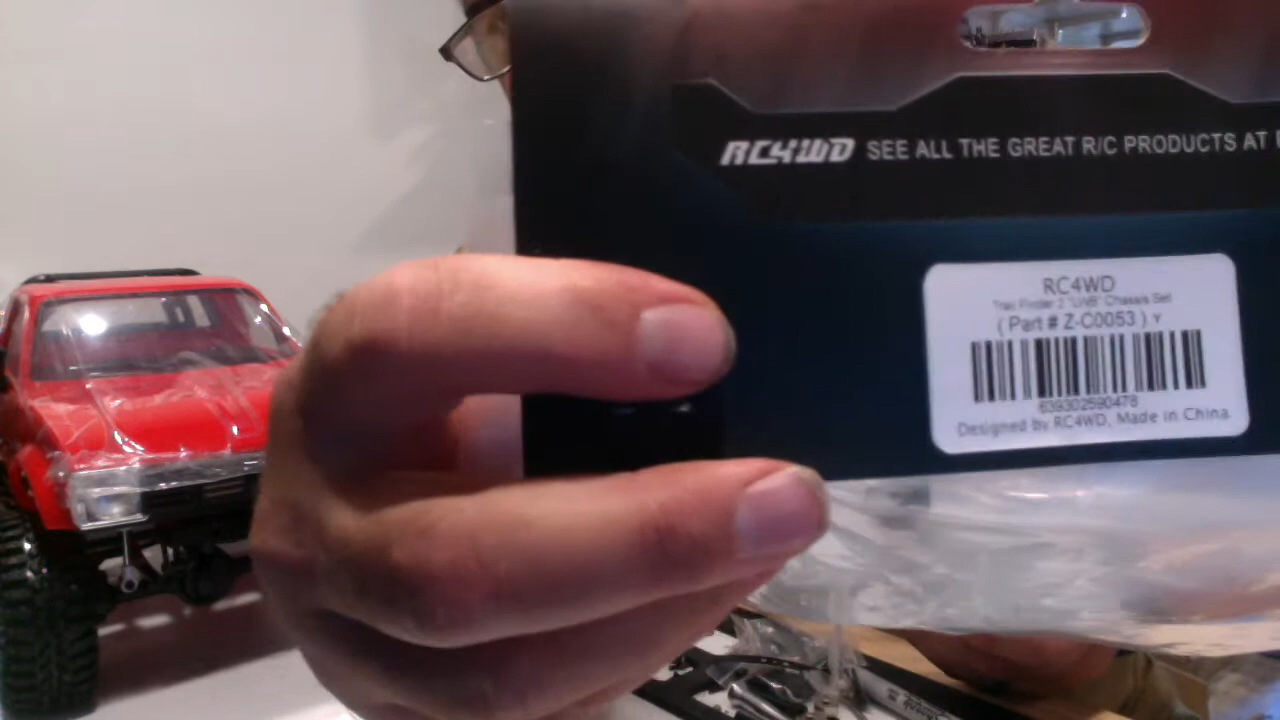 RC4WD SEE ALL THE GREAT R/C PRODUCTS AT
RC4WD
Trail Finder 2 "LWB" Chassis Set
( Part # Z-C0053 ) Y
639302590478
Designed by RC4WD, Made in China